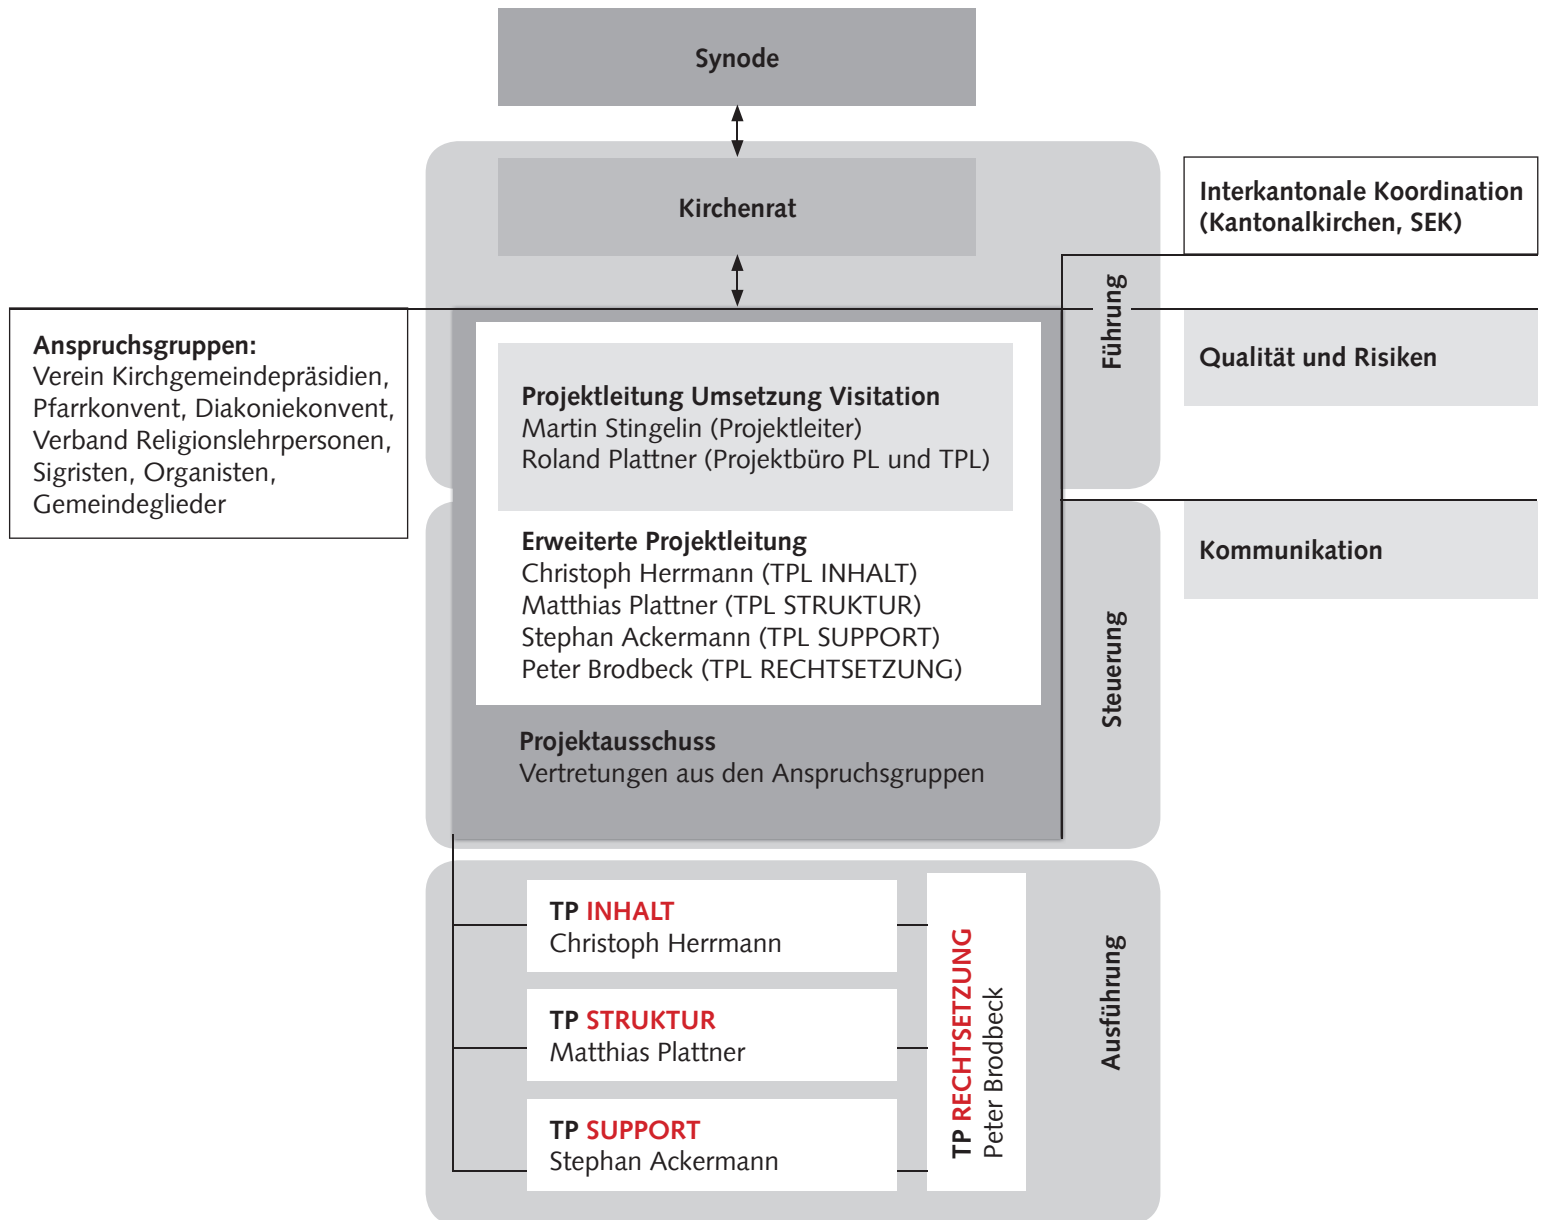 Synode
Kirchenrat
Interkantonale Koordination
(Kantonalkirchen, SEK)
Führung
Anspruchsgruppen:
Verein Kirchgemeindepräsidien,
Pfarrkonvent, Diakoniekonvent,
Verband Religionslehrpersonen,
Sigristen, Organisten,
Gemeindeglieder
Qualität und Risiken
Projektleitung Umsetzung Visitation
Martin Stingelin (Projektleiter)
Roland Plattner (Projektbüro PL und TPL)
Kommunikation
Erweiterte Projektleitung
Christoph Herrmann (TPL INHALT)
Matthias Plattner (TPL STRUKTUR)
Stephan Ackermann (TPL SUPPORT)
Peter Brodbeck (TPL RECHTSETZUNG)
Steuerung
Projektausschuss
Vertretungen aus den Anspruchsgruppen
TP INHALT
Christoph Herrmann
TP STRUKTUR
Matthias Plattner
TP SUPPORT
Stephan Ackermann
TP RECHTSETZUNG
Peter Brodbeck
Ausführung